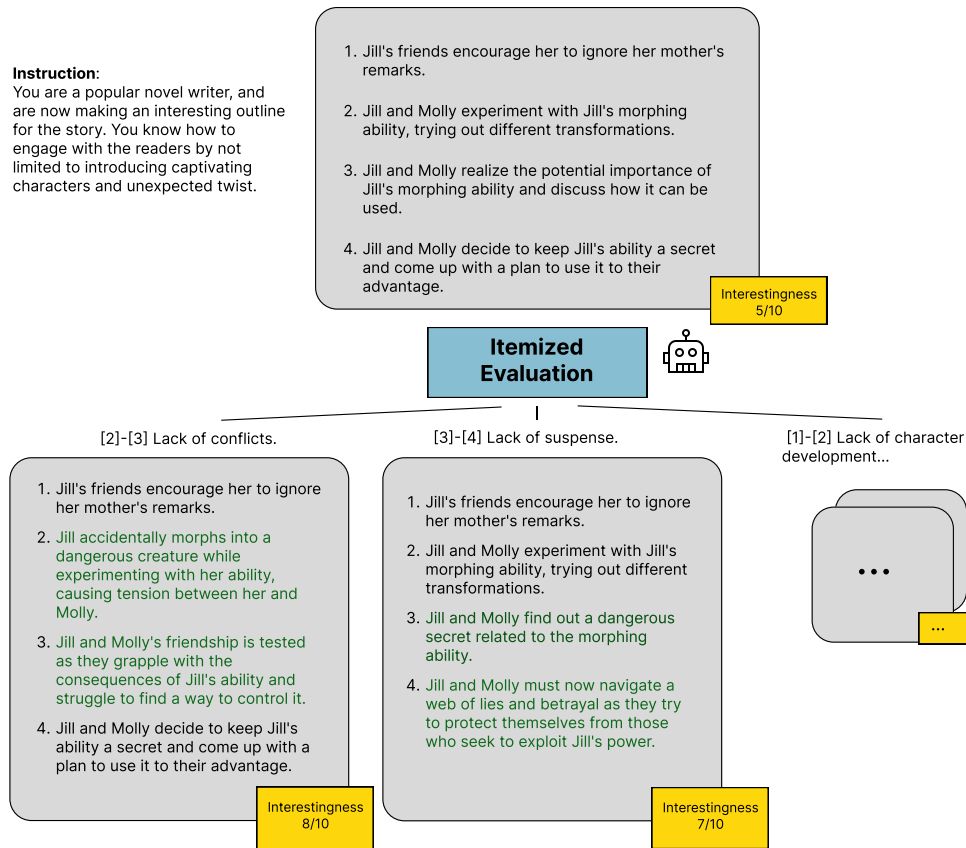 Instruction:
You are a popular novel writer, and
are now making an interesting outline
for the story. You know how to
engage with the readers by not
limited to introducing captivating
characters and unexpected twist.
1. Jill's friends encourage her to ignore her mother's
remarks.
2. Jill and Molly experiment with Jill's morphing
ability, trying out different transformations.
3. Jill and Molly realize the potential importance of
Jill's morphing ability and discuss how it can be
used.
4. Jill and Molly decide to keep Jill's ability a secret
and come up with a plan to use it to their
advantage.
Interestingness
5/10
Itemized
Evaluation
[2]-[3] Lack of conflicts.
1. Jill's friends encourage her to ignore
her mother's remarks.
2. Jill accidentally morphs into a
dangerous creature while
experimenting with her ability,
causing tension between her and
Molly.
3. Jill and Molly's friendship is tested
as they grapple with the
consequences of Jill's ability and
struggle to find a way to control it.
4. Jill and Molly decide to keep Jill's
ability a secret and come up with a
plan to use it to their advantage.
Interestingness
8/10
[3]-[4] Lack of suspense.
1. Jill's friends encourage her to ignore
her mother's remarks.
2. Jill and Molly experiment with Jill's
morphing ability, trying out different
transformations.
3. Jill and Molly find out a dangerous
secret related to the morphing
ability.
4. Jill and Molly must now navigate a
web of lies and betrayal as they try
to protect themselves from those
who seek to exploit Jill's power.
Interestingness
7/10
[1]-[2] Lack of character
development...
...
...